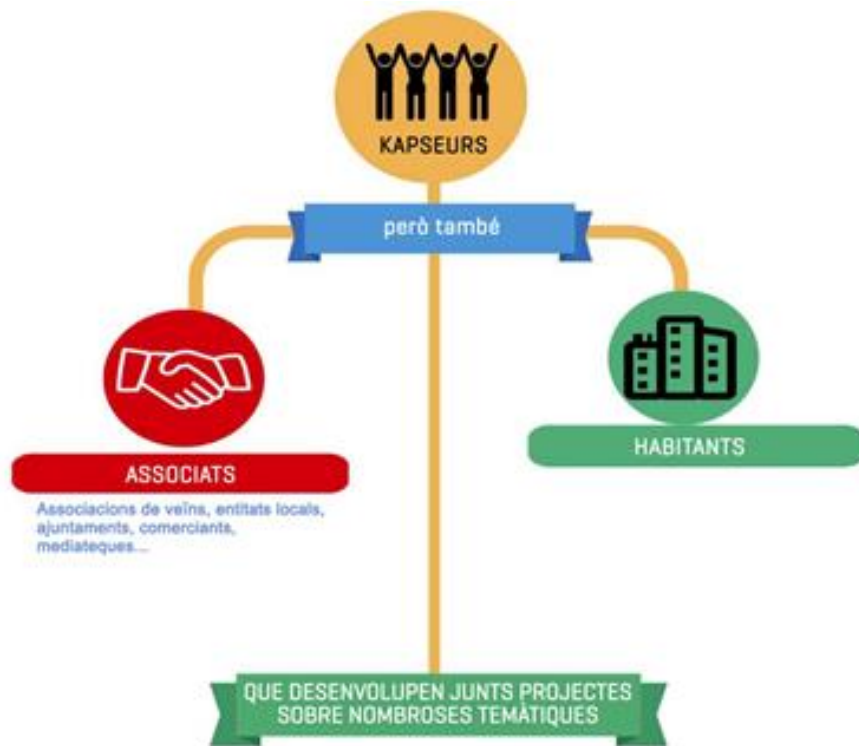 KAPSEURS
però també
ASSOCIATS
Associacions de veïns, entitats locals,
ajuntaments, comerciants,
mediateques...
HABITANTS
QUE DESENVOLUPEN JUNTS PROJECTES
SOBRE NOMBROSES TEMÀTIQUES